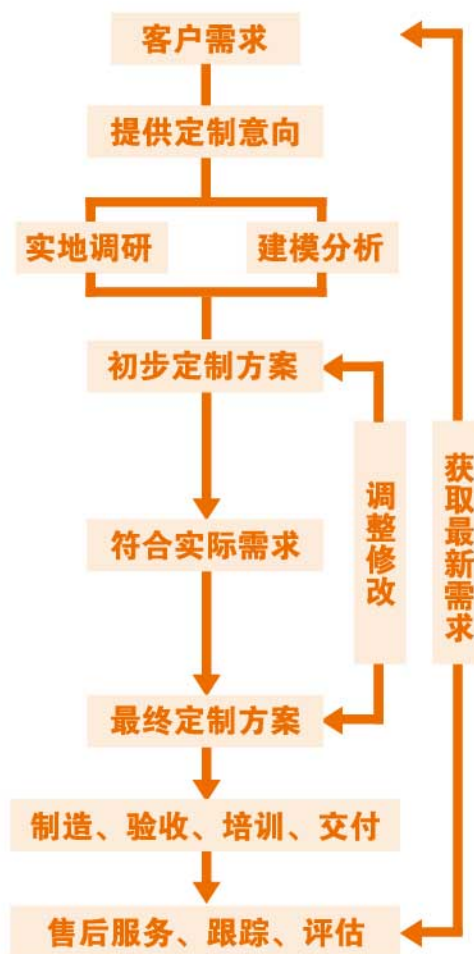 客户需求
提供定制意向
实地调研
建模分析
初步定制方案
符合实际需求
调整修改
获取最新需求
最终定制方案
制造、验收、培训、交付
售后服务、跟踪、评估